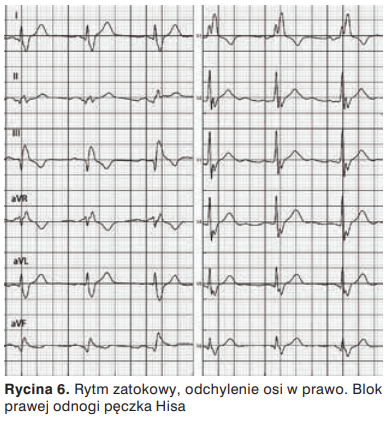 I
II
III
aVR
aVL
aVF
Rycina 6. Rytm zatokowy, odchylenie osi w prawo. Blok
prawej odnogi pęczka Hisa